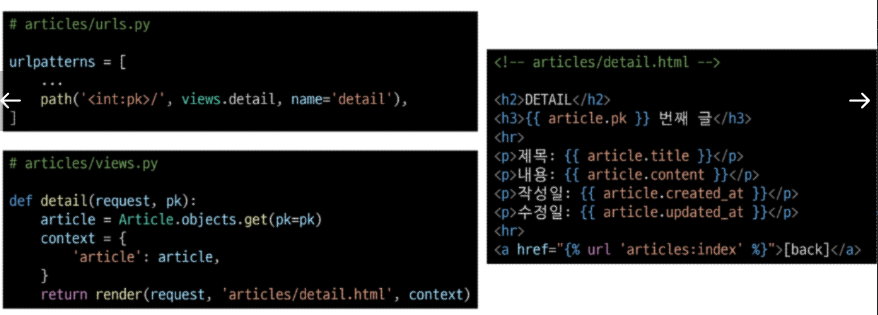 # articles/urls.py
urlpatterns = [
    ...
    path('<int:pk>/', views.detail, name='detail'),
]
# articles/views.py
def detail(request, pk):
    article = Article.objects.get(pk=pk)
    context = {
        'article': article,
    }
    return render(request, 'articles/detail.html', context)
<!-- articles/detail.html -->
<h2>DETAIL</h2>
<h3>{{ article.pk }} 번째 글</h3>
<hr>
<p>제목: {{ article.title }}</p>
<p>내용: {{ article.content }}</p>
<p>작성일: {{ article.created_at }}</p>
<p>수정일: {{ article.updated_at }}</p>
<hr>
<a href="{% url 'articles:index' %}">[back]</a>